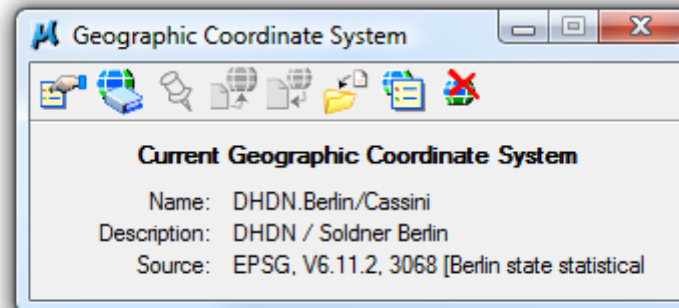 Geographic Coordinate System
Current Geographic Coordinate System
Name: DHDN.Berlin/Cassini
Description: DHDN / Soldner Berlin
Source: EPSG, V6.11.2, 3068 [Berlin state statistical